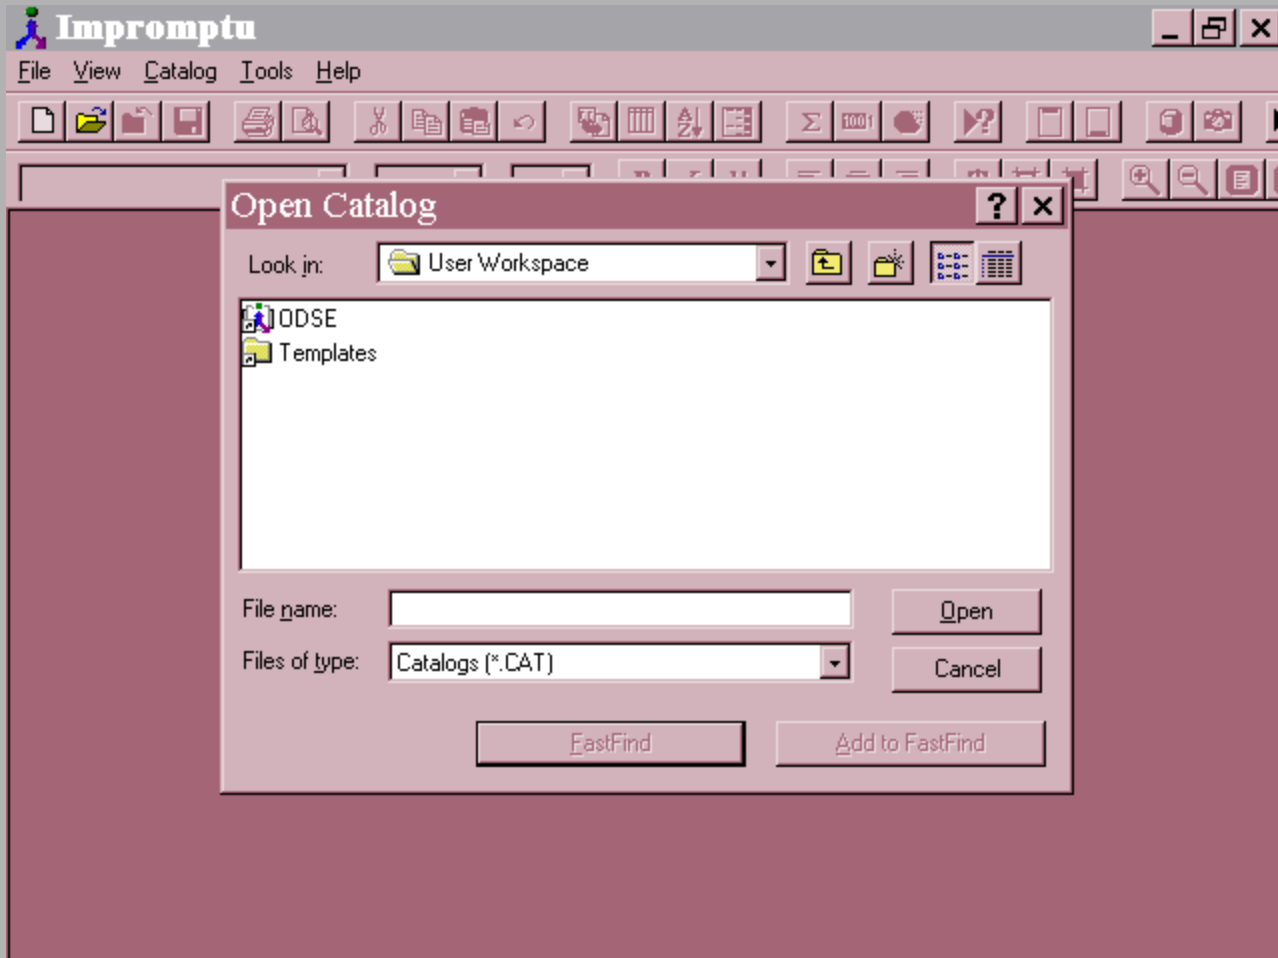 Impromptu
File View Catalog Tools Help
Open Catalog
Look in: User Workspace
ODSE
Templates
File name:
Open
Files of type: Catalogs (*.CAT)
Cancel
FastFind Add to FastFind